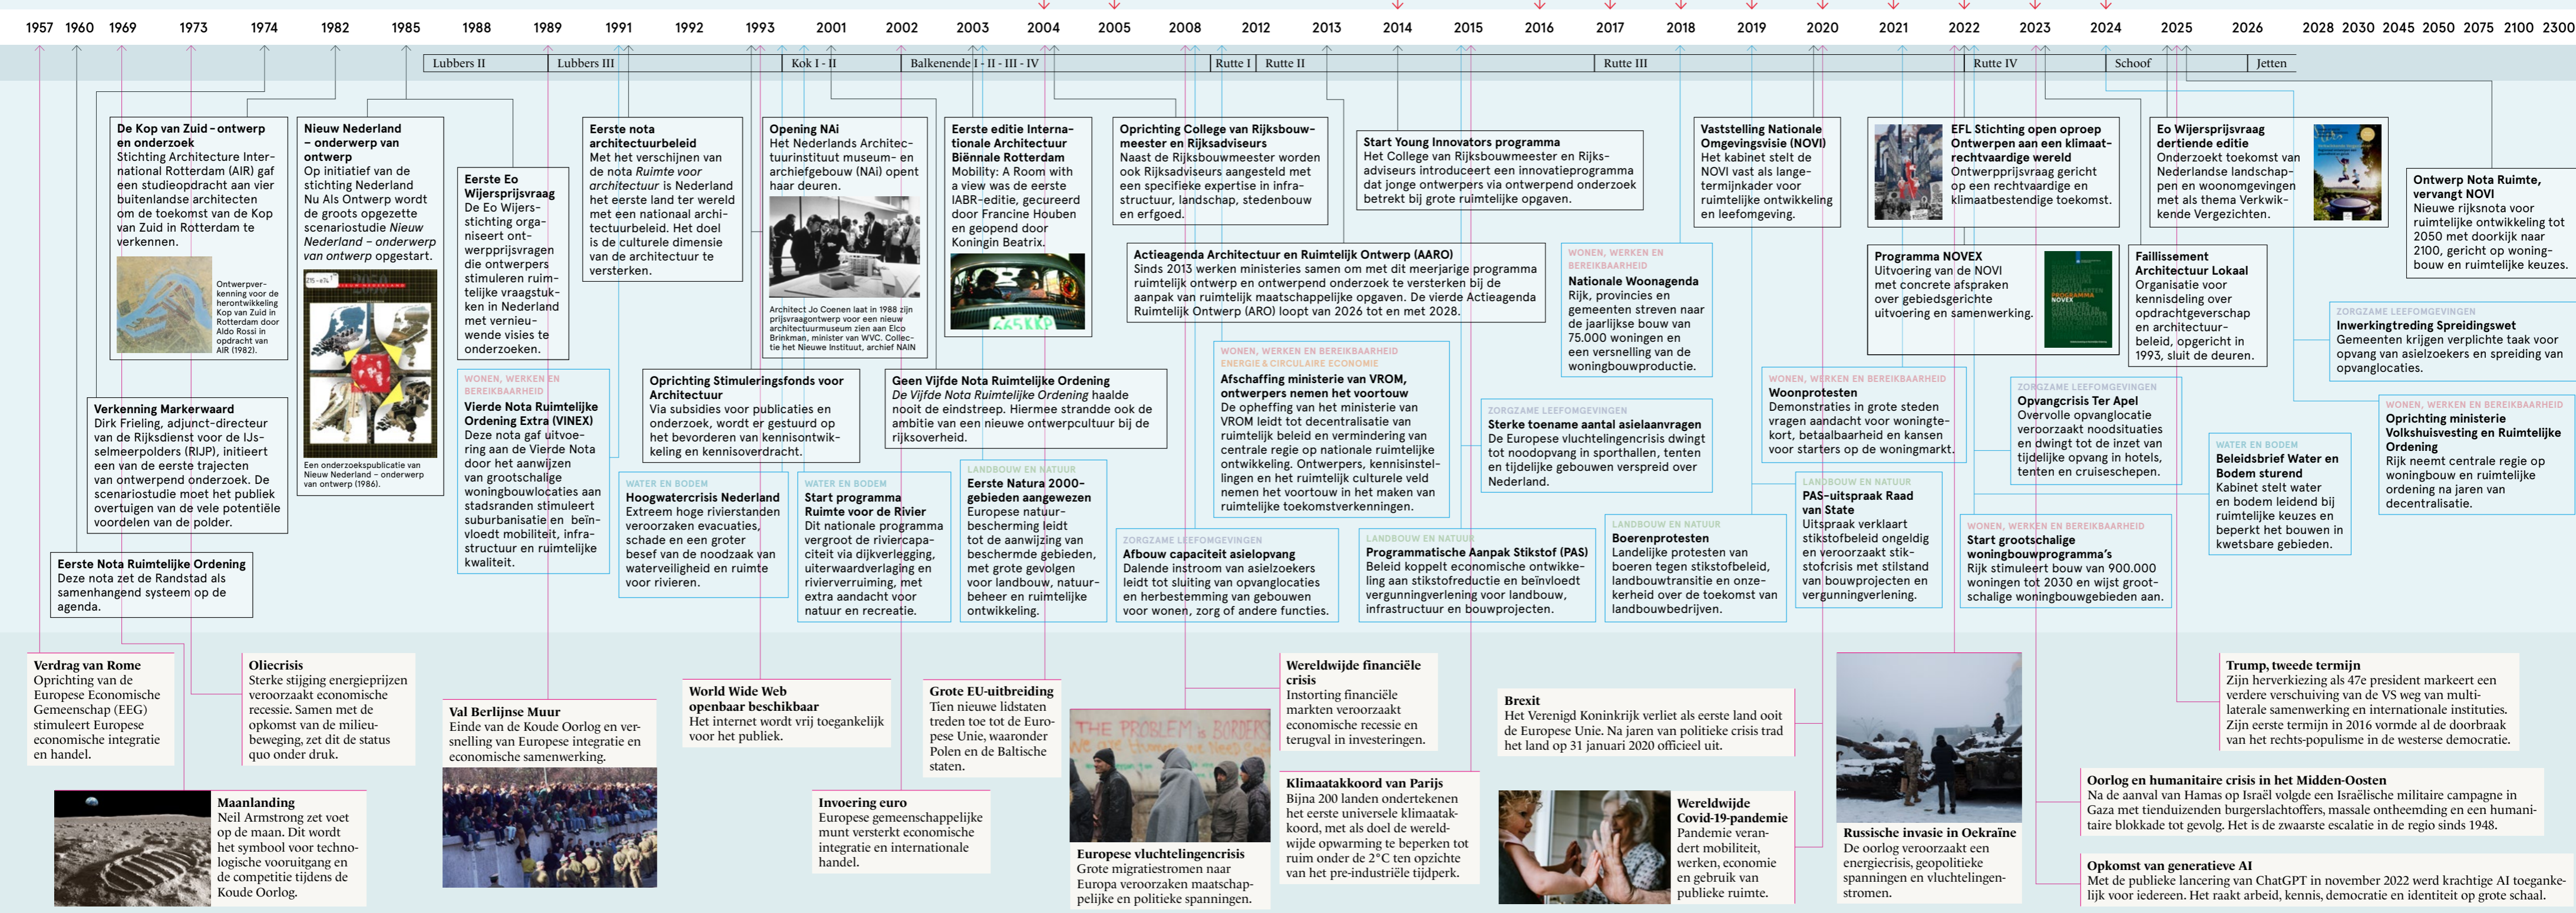 1957 1960 1969 1973 1974 1982 1985 1988 1989 1991 1992 1993 2001 2002 2003 2004 2005 2008 2012 2013 2014 2015 2016 2017 2018 2019 2020 2021 2022 2023 2024 2025 2026 2028 2030 2045 2050 2075 2100 2300
Lubbers II
Lubbers III
Kok I - II
Balkenende I - II - III - IV
Rutte I
Rutte II
Rutte III
Rutte IV
Schoof
Jetten
De Kop van Zuid - ontwerp
en onderzoek
Stichting Architecture Inter-
national Rotterdam (AIR) gaf
een studieopdracht aan vier
buitenlandse architecten
om de toekomst van de Kop
van Zuid in Rotterdam te
verkennen.
Ontwerpver-
kenning voor de
herontwikkeling
Kop van Zuid in
Rotterdam door
Aldo Rossi in
opdracht van
AIR (1982).
Verkenning Markerwaard
Dirk Frieling, adjunct-directeur
van de Rijksdienst voor de IJs-
selmeerpolders (RIJP), initieert
een van de eerste trajecten
van ontwerpend onderzoek. De
scenariostudie moet het publiek
overtuigen van de vele potentiële
voordelen van de polder.
Eerste Nota Ruimtelijke Ordening
Deze nota zet de Randstad als
samenhangend systeem op de
agenda.
Nieuw Nederland
– onderwerp van
ontwerp
Op initiatief van de
stichting Nederland
Nu Als Ontwerp wordt
de groots opgezette
scenariostudie Nieuw
Nederland – onderwerp
van ontwerp opgestart.
Een onderzoekspublicatie van
Nieuw Nederland – onderwerp
van ontwerp (1986).
Eerste Eo
Wijersprijsvraag
De Eo Wijers-
stichting orga-
niseert ont-
werpprijsvragen
die ontwerpers
stimuleren ruim-
telijke vraagstuk-
ken in Nederland
met vernieu-
wende visies te
onderzoeken.
WONEN, WERKEN EN
BEREIKBAARHEID
Vierde Nota Ruimtelijke
Ordening Extra (VINEX)
Deze nota gaf uitvoe-
ring aan de Vierde Nota
door het aanwijzen
van grootschalige
woningbouwlocaties aan
stadsranden stimuleert
suburbanisatie en beïn-
vloedt mobiliteit, infra-
structuur en ruimtelijke
kwaliteit.
Eerste nota
architectuurbeleid
Met het verschijnen van
de nota Ruimte voor
architectuur is Nederland
het eerste land ter wereld
met een nationaal archi-
tectuurbeleid. Het doel
is de culturele dimensie
van de architectuur te
versterken.
Oprichting Stimuleringsfonds voor
Architectuur
Via subsidies voor publicaties en
onderzoek, wordt er gestuurd op
het bevorderen van kennisontwik-
keling en kennisoverdracht.
WATER EN BODEM
Hoogwatercrisis Nederland
Extreem hoge rivierstanden
veroorzaken evacuaties,
schade en een groter
besef van de noodzaak van
waterveiligheid en ruimte
voor rivieren.
Opening NAi
Het Nederlands Architec-
tuurinstituut museum- en
archiefgebouw (NAi) opent
haar deuren.
Architect Jo Coenen laat in 1988 zijn
prijsvraagontwerp voor een nieuw
architectuurmuseum zien aan Elco
Brinkman, minister van WVC. Collec-
tie het Nieuwe Instituut, archief NAIN
WATER EN BODEM
Start programma
Ruimte voor de Rivier
Dit nationale programma
vergroot de riviercapa-
citeit via dijkverlegging,
uiterwaardverlaging en
rivierverruiming, met
extra aandacht voor
natuur en recreatie.
Eerste editie Interna-
tionale Architectuur
Biënnale Rotterdam
Mobility: A Room with
a view was de eerste
IABR-editie, gecureerd
door Francine Houben
en geopend door
Koningin Beatrix.
Geen Vijfde Nota Ruimtelijke Ordening
De Vijfde Nota Ruimtelijke Ordening haalde
nooit de eindstreep. Hiermee strandde ook de
ambitie van een nieuwe ontwerpcultuur bij de
rijksoverheid.
LANDBOUW EN NATUUR
Eerste Natura 2000-
gebieden aangewezen
Europese natuur-
bescherming leidt
tot de aanwijzing van
beschermde gebieden,
met grote gevolgen
voor landbouw, natuur-
beheer en ruimtelijke
ontwikkeling.
Oprichting College van Rijksbouw-
meester en Rijksadviseurs
Naast de Rijksbouwmeester worden
ook Rijksadviseurs aangesteld met
een specifieke expertise in infra-
structuur, landschap, stedenbouw
en erfgoed.
Actieagenda Architectuur en Ruimtelijk Ontwerp (AARO)
Sinds 2013 werken ministeries samen om met dit meerjarige programma
ruimtelijk ontwerp en ontwerpend onderzoek te versterken bij de
aanpak van ruimtelijk maatschappelijke opgaven. De vierde Actieagenda
Ruimtelijk Ontwerp (ARO) loopt van 2026 tot en met 2028.
WONEN, WERKEN EN BEREIKBAARHEID
ENERGIE & CIRCULAIRE ECONOMIE
Afschaffing ministerie van VROM,
ontwerpers nemen het voortouw
De opheffing van het ministerie van
VROM leidt tot decentralisatie van
ruimtelijk beleid en vermindering van
centrale regie op nationale ruimtelijke
ontwikkeling. Ontwerpers, kennisinstel-
lingen en het ruimtelijk culturele veld
nemen het voortouw in het maken van
ruimtelijke toekomstverkenningen.
ZORGZAME LEEFOMGEVINGEN
Afbouw capaciteit asielopvang
Dalende instroom van asielzoekers
leidt tot sluiting van opvanglocaties
en herbestemming van gebouwen
voor wonen, zorg of andere functies.
Start Young Innovators programma
Het College van Rijksbouwmeester en Rijks-
adviseurs introduceert een innovatieprogramma
dat jonge ontwerpers via ontwerpend onderzoek
betrekt bij grote ruimtelijke opgaven.
ZORGZAME LEEFOMGEVINGEN
Sterke toename aantal asielaanvragen
De Europese vluchtelingencrisis dwingt
tot noodopvang in sporthallen, tenten
en tijdelijke gebouwen verspreid over
Nederland.
LANDBOUW EN NATUUR
Programmatische Aanpak Stikstof (PAS)
Beleid koppelt economische ontwikke-
ling aan stikstofreductie en beïnvloedt
vergunningverlening voor landbouw,
infrastructuur en bouwprojecten.
WONEN, WERKEN EN
BEREIKBAARHEID
Nationale Woonagenda
Rijk, provincies en
gemeenten streven naar
de jaarlijkse bouw van
75.000 woningen en
een versnelling van de
woningbouwproductie.
LANDBOUW EN NATUUR
Boerenprotesten
Landelijke protesten van
boeren tegen stikstofbeleid,
landbouwtransitie en onze-
kerheid over de toekomst van
landbouwbedrijven.
Vaststelling Nationale
Omgevingsvisie (NOVI)
Het kabinet stelt de
NOVI vast als lange-
termijnkader voor
ruimtelijke ontwikkeling
en leefomgeving.
WONEN, WERKEN EN BEREIKBAARHEID
Woonprotesten
Demonstraties in grote steden
vragen aandacht voor woningte-
kort, betaalbaarheid en kansen
voor starters op de woningmarkt.
LANDBOUW EN NATUUR
PAS-uitspraak Raad
van State
Uitspraak verklaart
stikstofbeleid ongeldig
en veroorzaakt stik-
stofcrisis met stilstand
van bouwprojecten en
vergunningverlening.
EFL Stichting open oproep
Ontwerpen aan een klimaat-
rechtvaardige wereld
Ontwerpprijsvraag gericht
op een rechtvaardige en
klimaatbestendige toekomst.
Programma NOVEX
Uitvoering van de NOVI
met concrete afspraken
over gebiedsgerichte
uitvoering en samenwerking.
PROGRAMMA
NOVEX
ZORGZAME LEEFOMGEVINGEN
Opvangcrisis Ter Apel
Overvolle opvanglocatie
veroorzaakt noodsituaties
en dwingt tot de inzet van
tijdelijke opvang in hotels,
tenten en cruiseschepen.
WONEN, WERKEN EN BEREIKBAARHEID
Start grootschalige
woningbouwprogramma’s
Rijk stimuleert bouw van 900.000
woningen tot 2030 en wijst groot-
schalige woningbouwgebieden aan.
Eo Wijersprijsvraag
dertiende editie
Onderzoekt toekomst van
Nederlandse landschap-
pen en woonomgevingen
met als thema Verkwik-
kende Vergezichten.
Faillissement
Architectuur Lokaal
Organisatie voor
kennisdeling over
opdrachtgeverschap
en architectuur-
beleid, opgericht in
1993, sluit de deuren.
WATER EN BODEM
Beleidsbrief Water en
Bodem sturend
Kabinet stelt water
en bodem leidend bij
ruimtelijke keuzes en
beperkt het bouwen in
kwetsbare gebieden.
Ontwerp Nota Ruimte,
vervangt NOVI
Nieuwe rijksnota voor
ruimtelijke ontwikkeling tot
2050 met doorkijk naar
2100, gericht op woning-
bouw en ruimtelijke keuzes.
ZORGZAME LEEFOMGEVINGEN
Inwerkingtreding Spreidingswet
Gemeenten krijgen verplichte taak voor
opvang van asielzoekers en spreiding van
opvanglocaties.
WONEN, WERKEN EN BEREIKBAARHEID
Oprichting ministerie
Volkshuisvesting en Ruimtelijke
Ordening
Rijk neemt centrale regie op
woningbouw en ruimtelijke
ordening na jaren van
decentralisatie.
Verdrag van Rome
Oprichting van de
Europese Economische
Gemeenschap (EEG)
stimuleert Europese
economische integratie
en handel.
Maanlanding
Neil Armstrong zet voet
op de maan. Dit wordt
het symbool voor techno-
logische vooruitgang en
de competitie tijdens de
Koude Oorlog.
Oliecrisis
Sterke stijging energieprijzen
veroorzaakt economische
recessie. Samen met de
opkomst van de milieu-
beweging, zet dit de status
quo onder druk.
Val Berlijnse Muur
Einde van de Koude Oorlog en ver-
snelling van Europese integratie en
economische samenwerking.
World Wide Web
openbaar beschikbaar
Het internet wordt vrij toegankelijk
voor het publiek.
Invoering euro
Europese gemeenschappelijke
munt versterkt economische
integratie en internationale
handel.
Grote EU-uitbreiding
Tien nieuwe lidstaten
treden toe tot de Euro-
pese Unie, waaronder
Polen en de Baltische
staten.
THE PROBLEM is BORDERS
Europese vluchtelingencrisis
Grote migratiestromen naar
Europa veroorzaken maatschap-
pelijke en politieke spanningen.
Wereldwijde financiële
crisis
Instorting financiële
markten veroorzaakt
economische recessie en
terugval in investeringen.
Klimaatakkoord van Parijs
Bijna 200 landen ondertekenen
het eerste universele klimaatak-
koord, met als doel de wereld-
wijde opwarming te beperken tot
ruim onder de 2°C ten opzichte
van het pre-industriële tijdperk.
Brexit
Het Verenigd Koninkrijk verliet als eerste land ooit
de Europese Unie. Na jaren van politieke crisis trad
het land op 31 januari 2020 officieel uit.
Wereldwijde
Covid-19-pandemie
Pandemie veran-
dert mobiliteit,
werken, economie
en gebruik van
publieke ruimte.
Russische invasie in Oekraïne
De oorlog veroorzaakt een
energiecrisis, geopolitieke
spanningen en vluchtelingen-
stromen.
Trump, tweede termijn
Zijn herverkiezing als 47e president markeert een
verdere verschuiving van de VS weg van multi-
laterale samenwerking en internationale instituties.
Zijn eerste termijn in 2016 vormde al de doorbraak
van het rechts-populisme in de westerse democratie.
Oorlog en humanitaire crisis in het Midden-Oosten
Na de aanval van Hamas op Israël volgde een Israëlische militaire campagne in
Gaza met tienduizenden burgerslachtoffers, massale ontheemding en een humani-
taire blokkade tot gevolg. Het is de zwaarste escalatie in de regio sinds 1948.
Opkomst van generatieve AI
Met de publieke lancering van ChatGPT in november 2022 werd krachtige AI toeganke-
lijk voor iedereen. Het raakt arbeid, kennis, democratie en identiteit op grote schaal.